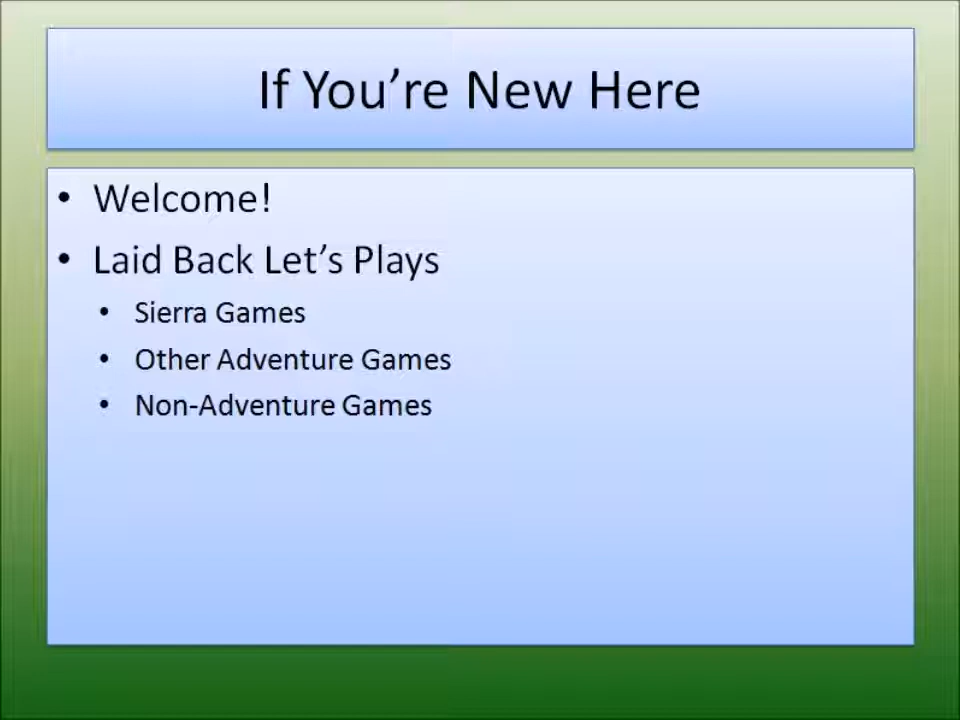 If You’re New Here
• Welcome!
• Laid Back Let’s Plays
• Sierra Games
• Other Adventure Games
• Non-Adventure Games